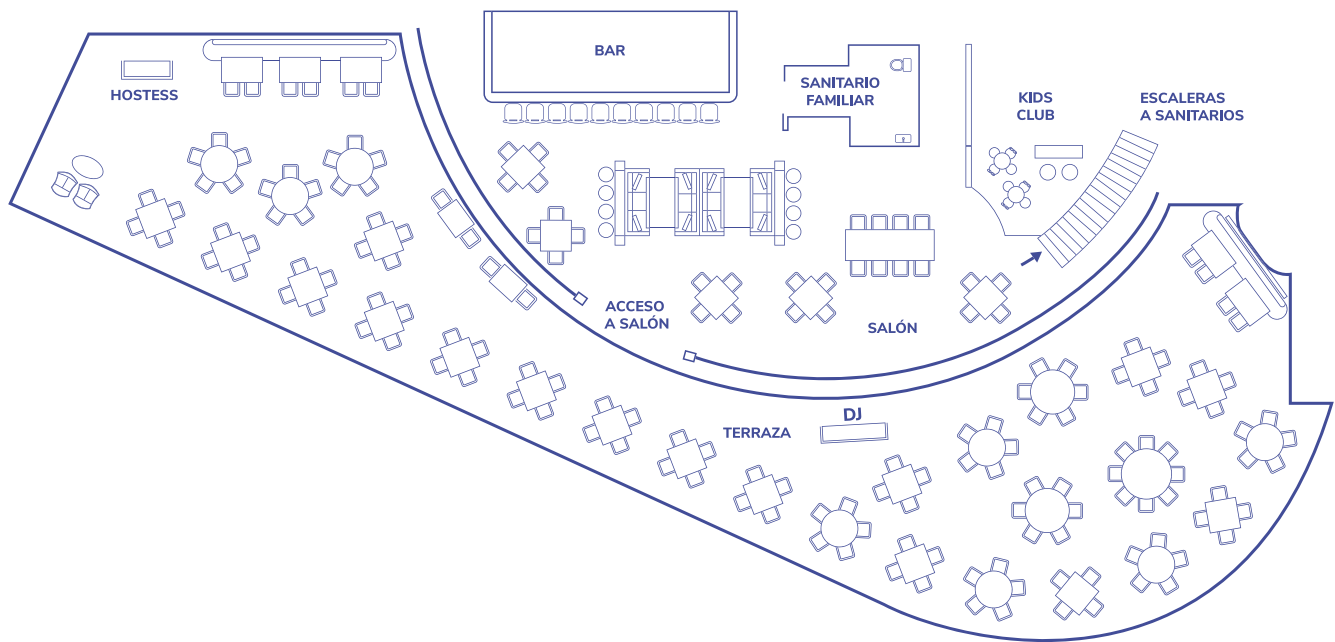 HOSTESS
BAR
SANITARIO
FAMILIAR
KIDS
CLUB
ESCALERAS
A SANITARIOS
ACCESO
A SALÓN
SALÓN
TERRAZA
DJ